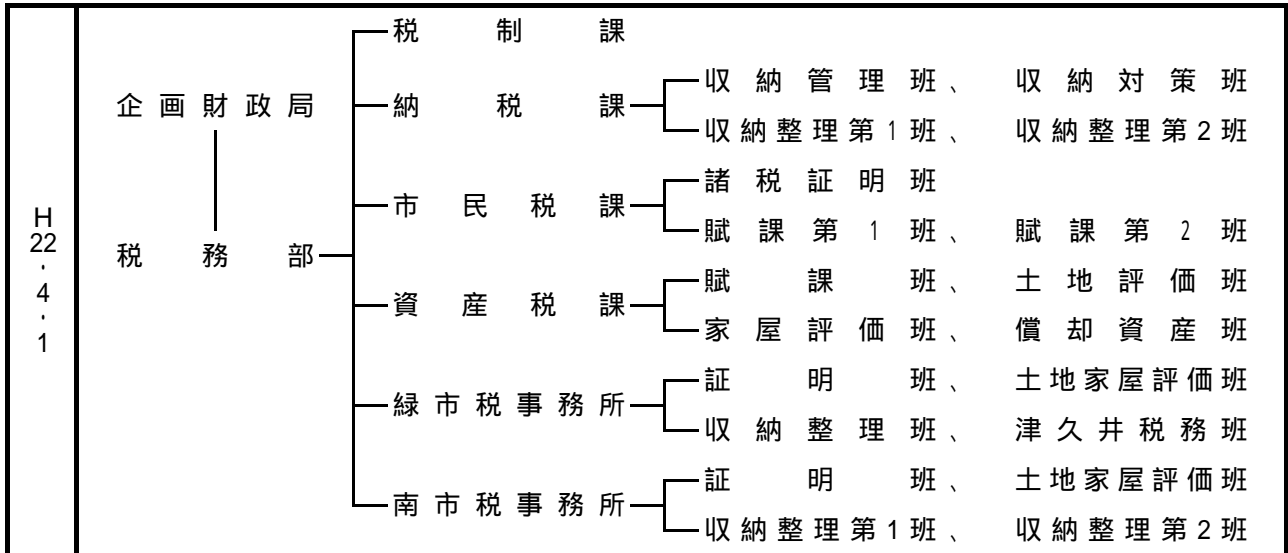 H22・4・1
企画財政局
税務部
税制課
納税課
収納管理班、収納対策班
収納整理第1班、収納整理第2班
市民税課
諸税証明班
賦課第1班、賦課第2班
資産税課
賦課班、土地評価班
家屋評価班、償却資産班
緑市税事務所
証明班、土地家屋評価班
収納整理班、津久井税務班
南市税事務所
証明班、土地家屋評価班
収納整理第1班、収納整理第2班